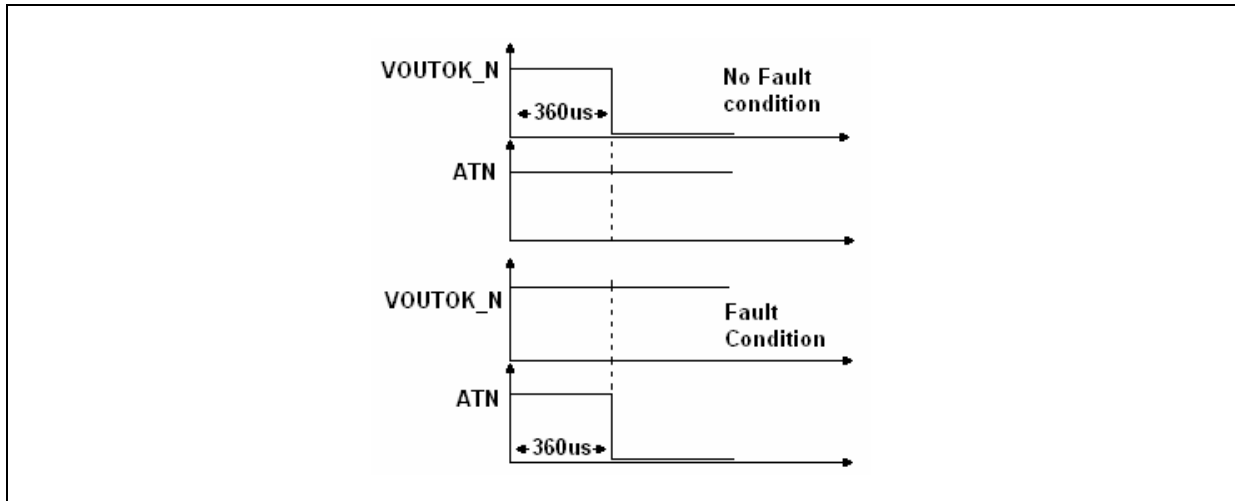 VOUTOK_N
No Fault
condition
360us
ATN
VOUTOK_N
Fault
Condition
ATN
360us